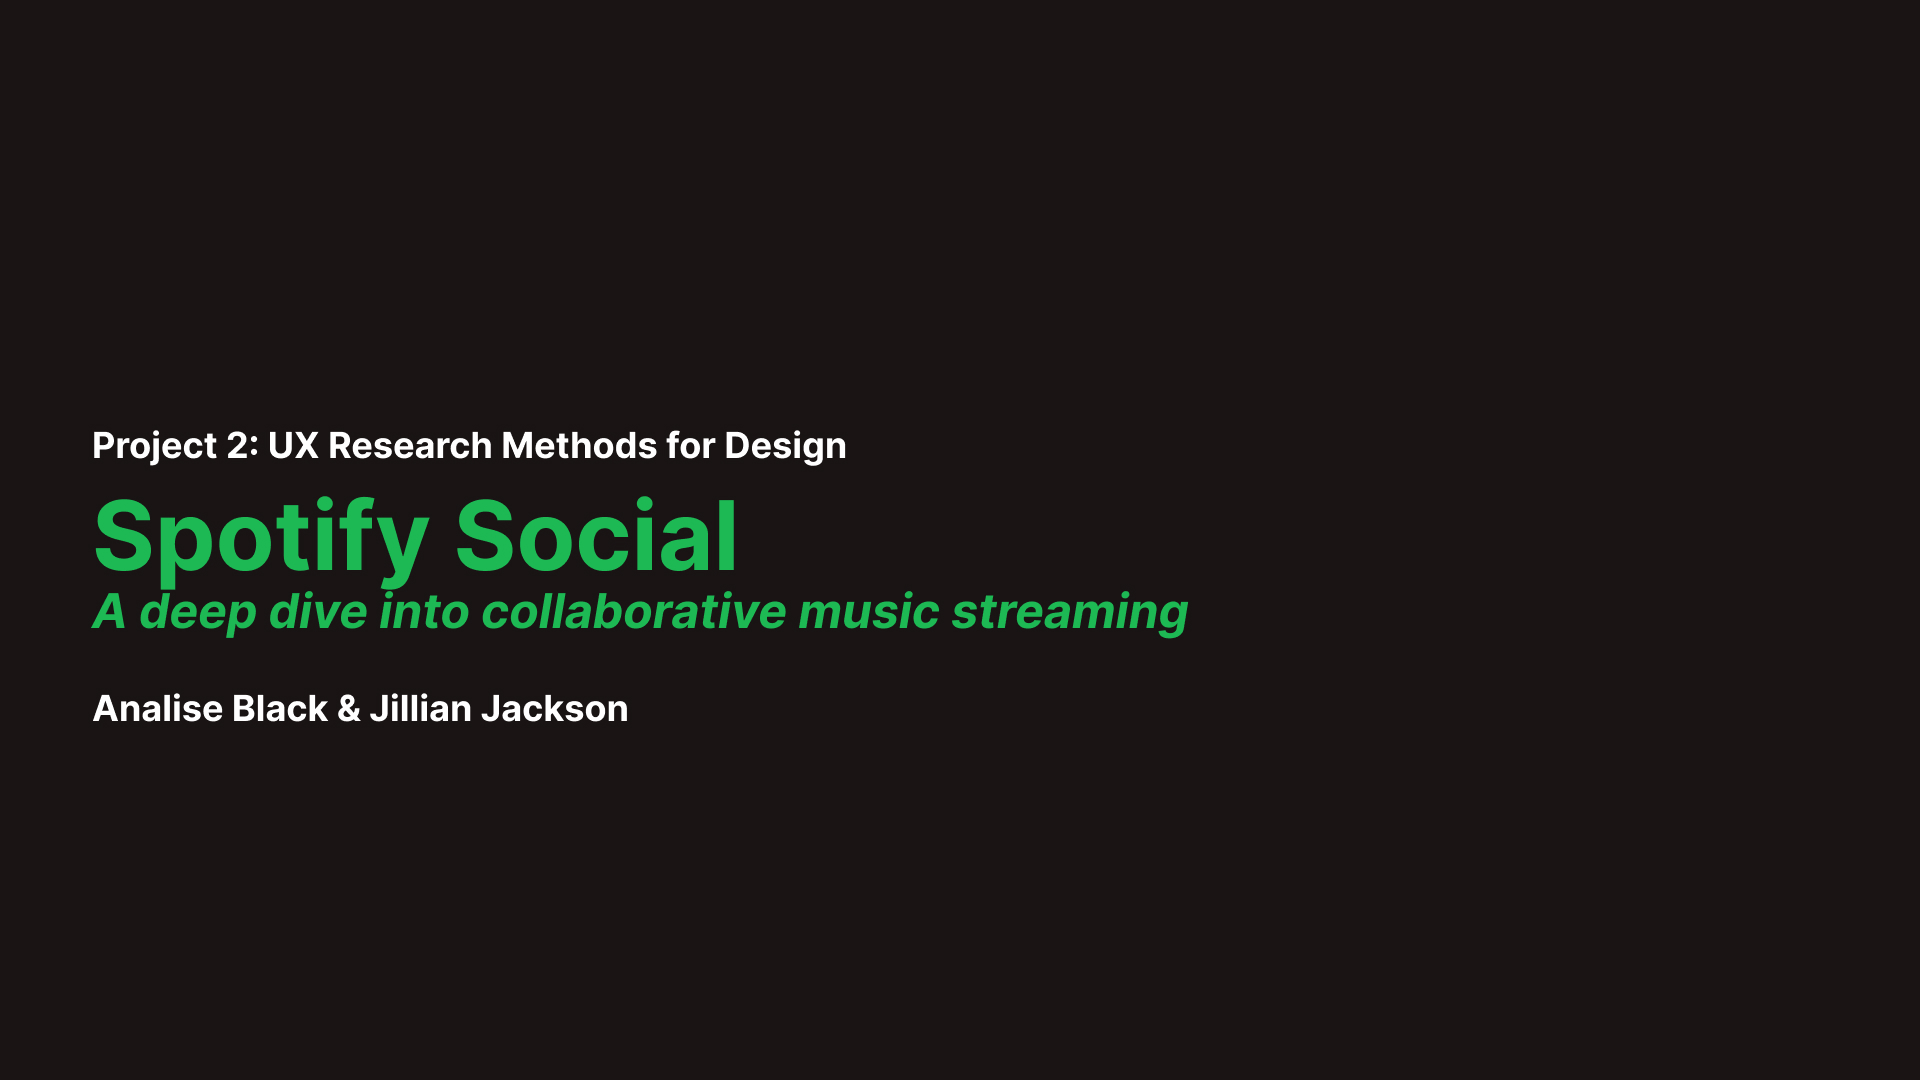 Project 2: UX Research Methods for Design
Spotify Social
A deep dive into collaborative music streaming
Analise Black & Jillian Jackson